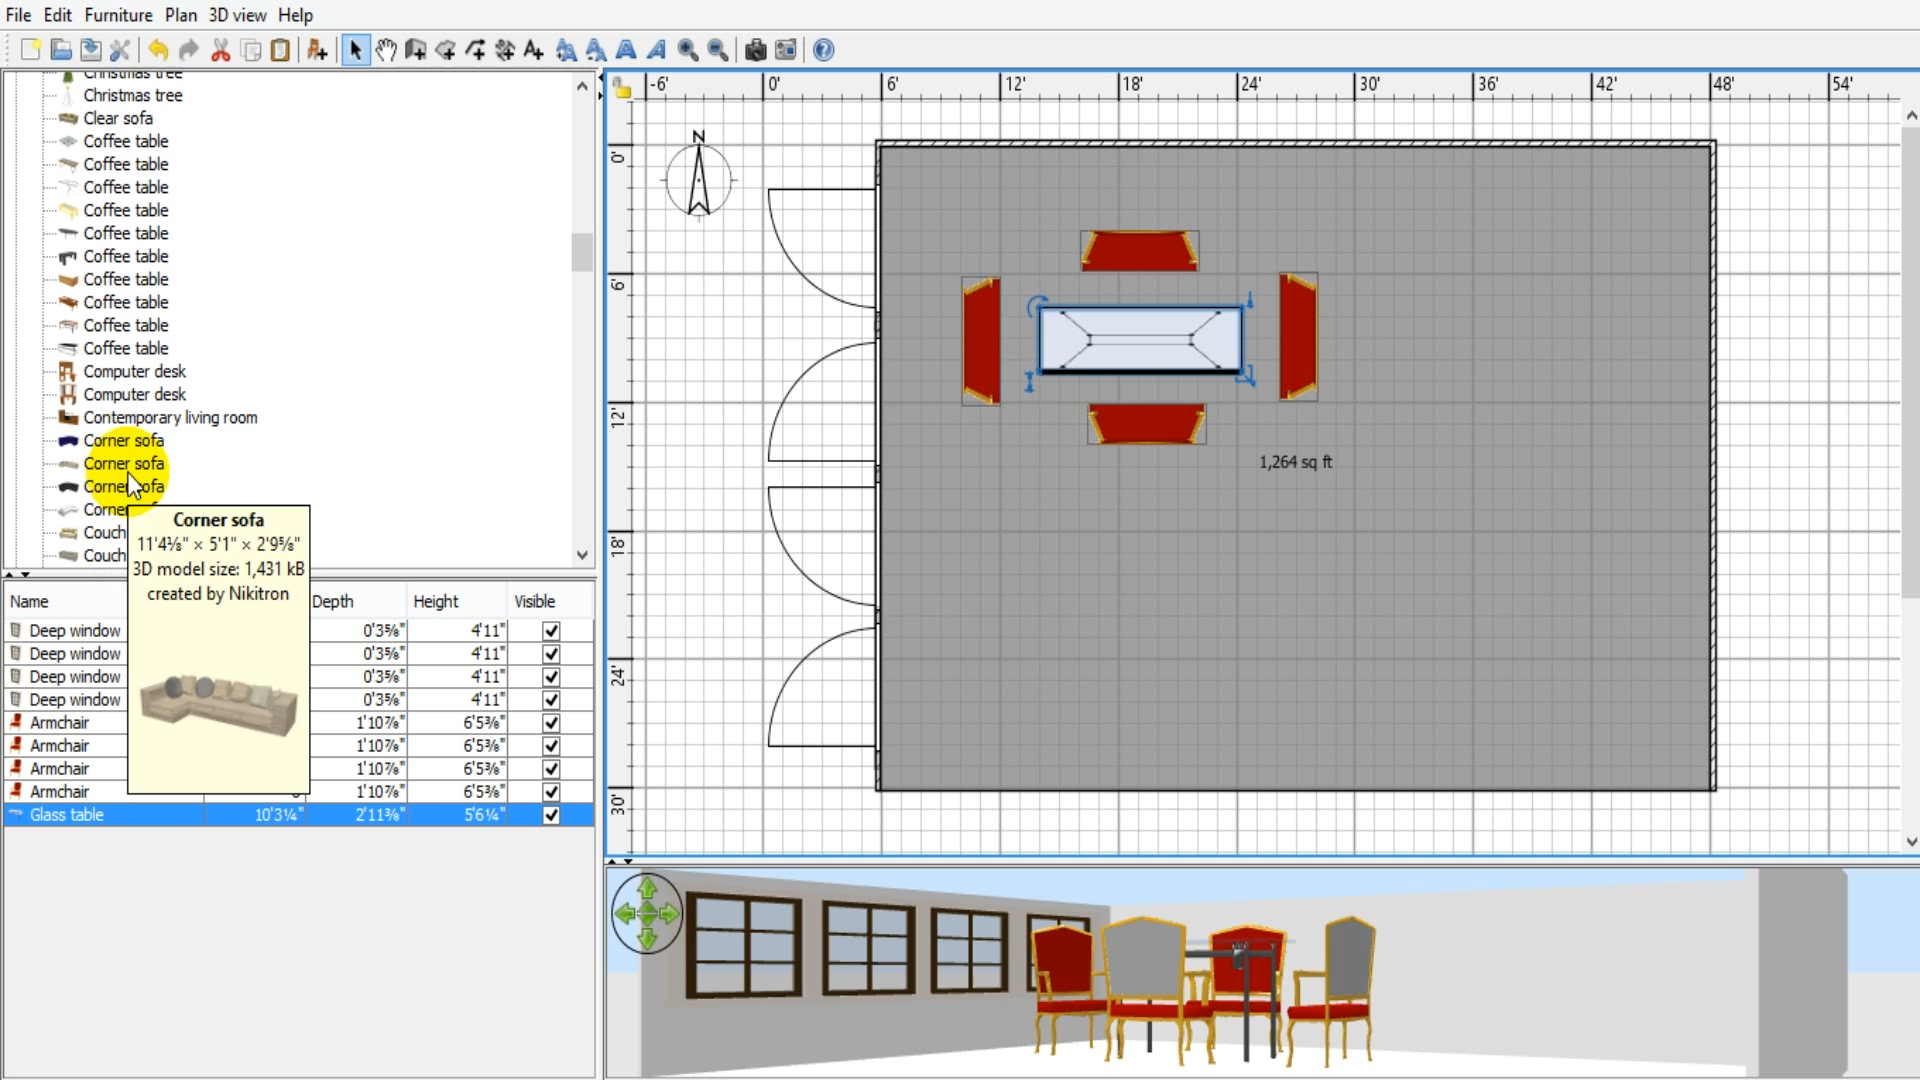 File Edit Furniture Plan 3D view Help
Christmas tree
Christmas tree
Clear sofa
Coffee table
Coffee table
Coffee table
Coffee table
Coffee table
Coffee table
Coffee table
Coffee table
Coffee table
Coffee table
Computer desk
Computer desk
Contemporary living room
Corner sofa
Corner sofa
Corner sofa
Corner
Couch
Couch
Corner sofa
11'4⅛" × 5'1" × 2'9⅝"
3D model size: 1,431 kB
created by Nikitron
Name Depth Height Visible
Deep window 0'3⅝" 4'11"
Deep window 0'3⅝" 4'11"
Deep window 0'3⅝" 4'11"
Deep window 0'3⅝" 4'11"
Armchair 1'10⅞" 6'5⅜"
Armchair 1'10⅞" 6'5⅜"
Armchair 1'10⅞" 6'5⅜"
Armchair 1'10⅞" 6'5⅜"
Glass table 10'3¼" 2'11⅜" 5'6¼"
-6' 0' 6' 12' 18' 24' 30' 36' 42' 48' 54'
0'
6'
12'
18'
24'
30'
N
1,264 sq ft